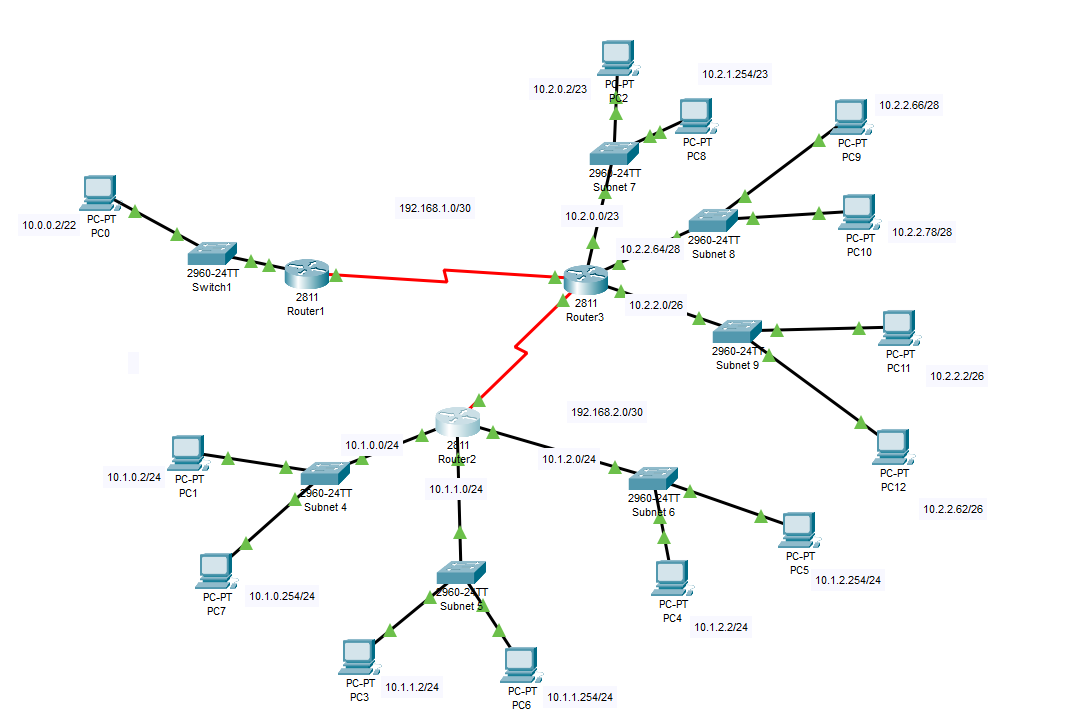 PC-PT
PC2
10.2.0.2/23
10.2.1.254/23
PC-PT
PC8
10.2.2.66/28
PC-PT
PC9
2960-24TT
Subnet 7
10.0.0.2/22
PC-PT
PC0
192.168.1.0/30
10.2.0.0/23
10.2.2.64/28
2960-24TT
Subnet 8
PC-PT
PC10
10.2.2.78/28
2960-24TT
Switch1
2811
Router1
2811
Router3
10.2.2.0/26
2960-24TT
Subnet 9
PC-PT
PC11
10.2.2.2/26
192.168.2.0/30
2811
Router2
10.1.0.0/24
10.1.2.0/24
PC-PT
PC12
10.1.0.2/24
PC-PT
PC1
2960-24TT
Subnet 4
10.1.1.0/24
2960-24TT
Subnet 6
10.2.2.62/26
PC-PT
PC5
10.1.2.254/24
PC-PT
PC7
10.1.0.254/24
2960-24TT
Subnet 5
PC-PT
PC4
10.1.2.2/24
PC-PT
PC3
10.1.1.2/24
PC-PT
PC6
10.1.1.254/24